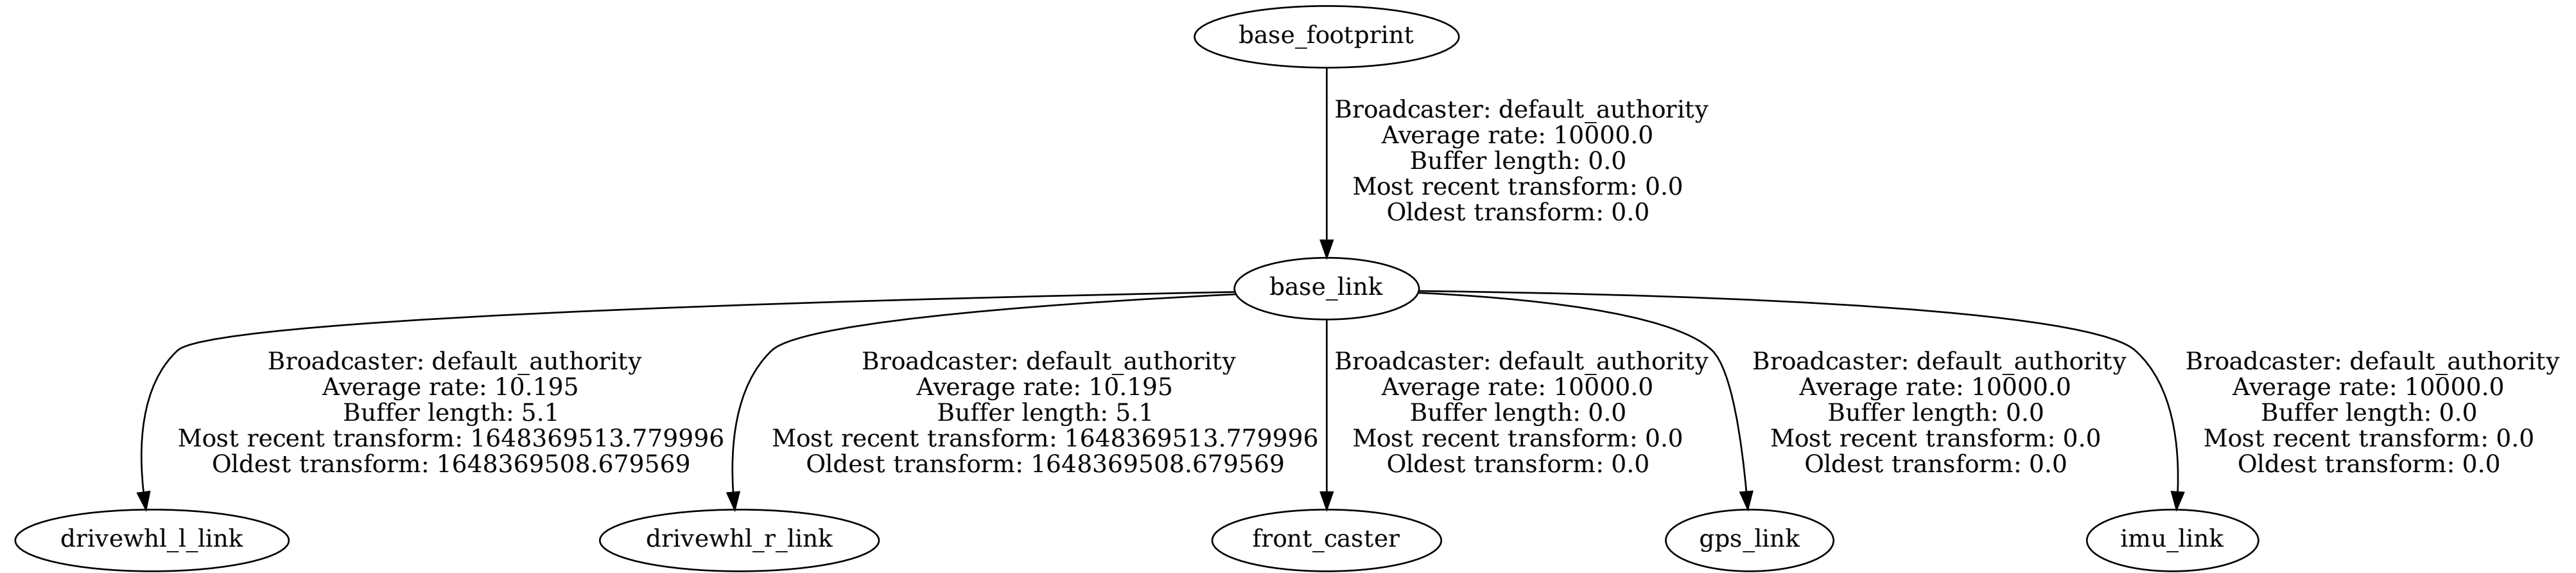 base_footprint
Broadcaster: default_authority
Average rate: 10000.0
Buffer length: 0.0
Most recent transform: 0.0
Oldest transform: 0.0
base_link
Broadcaster: default_authority
Average rate: 10.195
Buffer length: 5.1
Most recent transform: 1648369513.779996
Oldest transform: 1648369508.679569
Broadcaster: default_authority
Average rate: 10.195
Buffer length: 5.1
Most recent transform: 1648369513.779996
Oldest transform: 1648369508.679569
Broadcaster: default_authority
Average rate: 10000.0
Buffer length: 0.0
Most recent transform: 0.0
Oldest transform: 0.0
Broadcaster: default_authority
Average rate: 10000.0
Buffer length: 0.0
Most recent transform: 0.0
Oldest transform: 0.0
Broadcaster: default_authority
Average rate: 10000.0
Buffer length: 0.0
Most recent transform: 0.0
Oldest transform: 0.0
drivewhl_l_link
drivewhl_r_link
front_caster
gps_link
imu_link